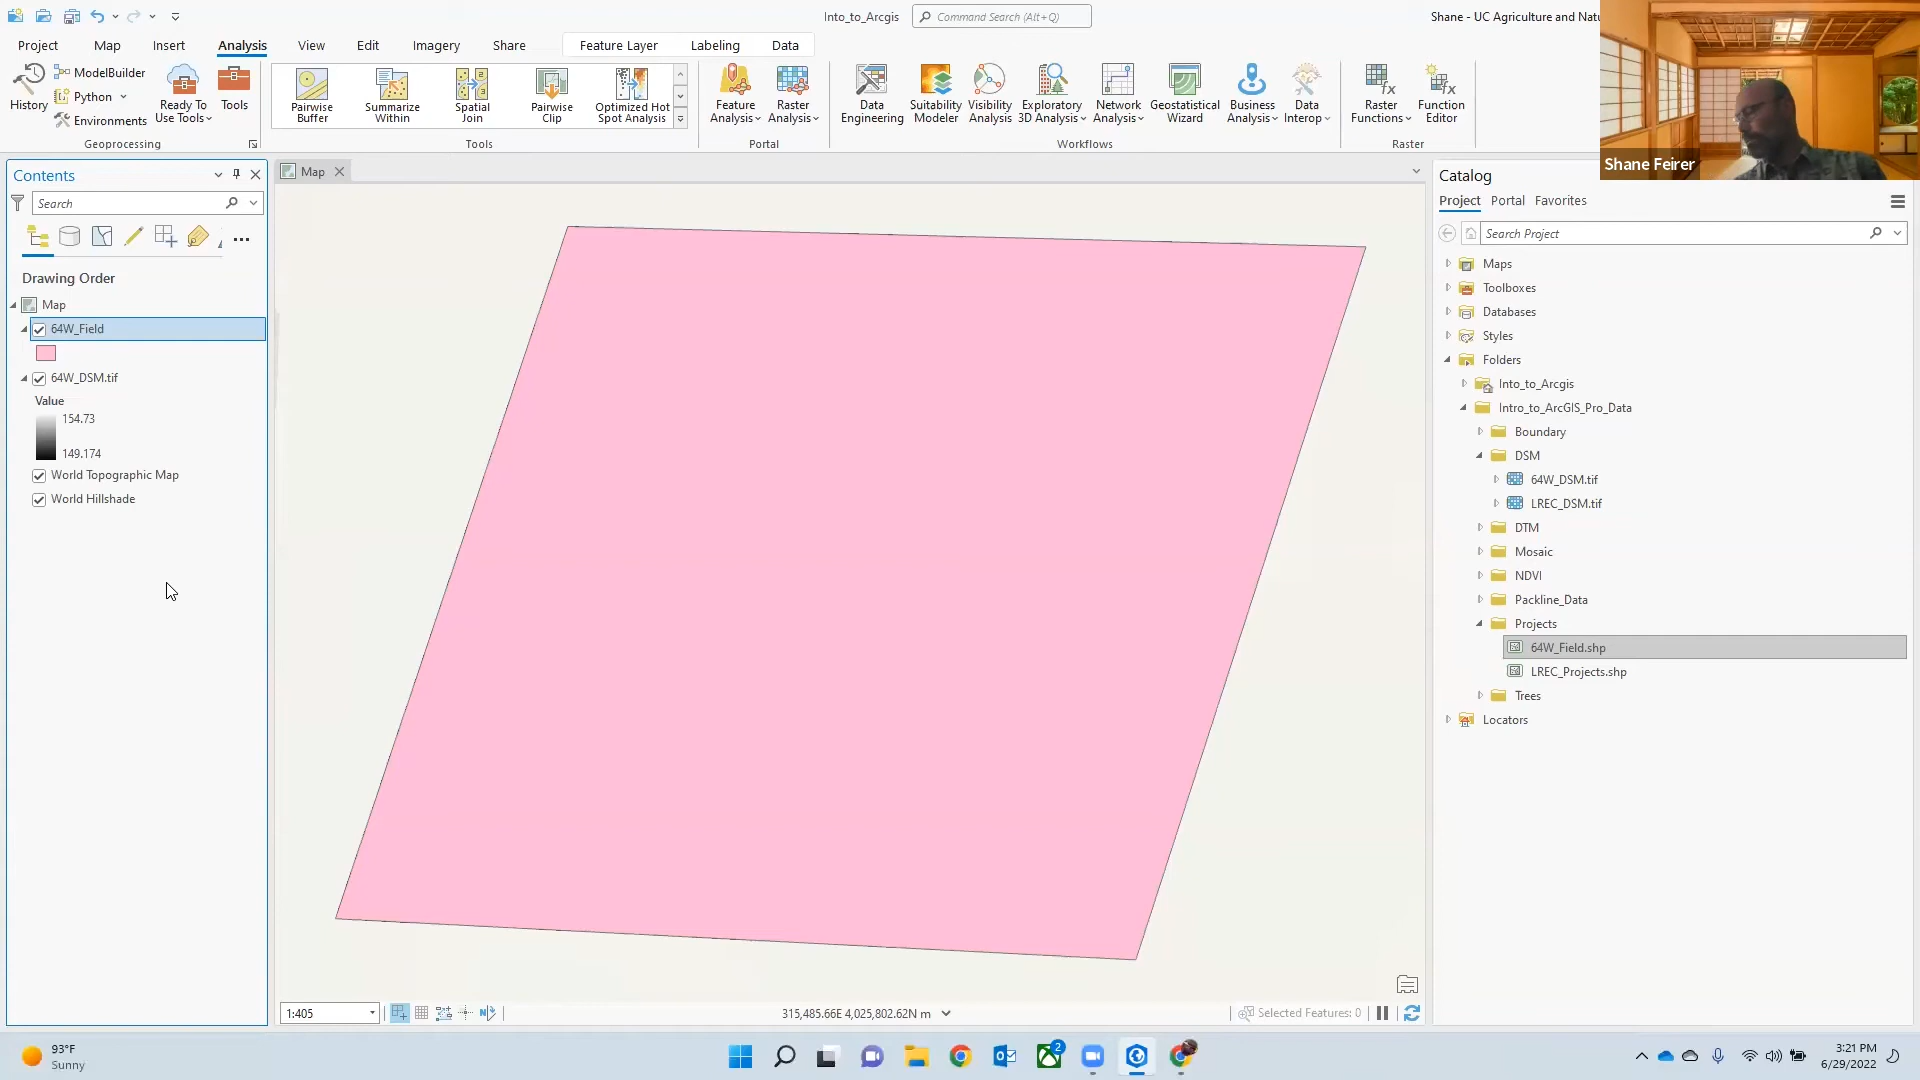 Into_to_Arcgis
Command Search (Alt+Q)
Shane - UC Agriculture and Natu
Project Map Insert Analysis View Edit Imagery Share Feature Layer Labeling Data
History
ModelBuilder
Python
Environments
Ready To
Use Tools
Tools
Geoprocessing
Pairwise
Buffer
Summarize
Within
Spatial
Join
Pairwise
Clip
Optimized Hot
Spot Analysis
Tools
Feature
Analysis
Raster
Analysis
Portal
Data
Engineering
Suitability
Modeler
Visibility
Analysis
Exploratory
3D Analysis
Network
Analysis
Geostatistical
Wizard
Business
Analysis
Data
Interop
Workflows
Raster
Functions
Function
Editor
Raster
Shane Feirer
Contents
Search
Drawing Order
Map
64W_Field
64W_DSM.tif
Value
154.73
149.174
World Topographic Map
World Hillshade
Map
1:405
315,485.66E 4,025,802.62N m
Selected Features: 0
Catalog
Project Portal Favorites
Search Project
Maps
Toolboxes
Databases
Styles
Folders
Into_to_Arcgis
Intro_to_ArcGIS_Pro_Data
Boundary
DSM
64W_DSM.tif
LREC_DSM.tif
DTM
Mosaic
NDVI
Packline_Data
Projects
64W_Field.shp
LREC_Projects.shp
Trees
Locators
93°F
Sunny
2
3:21 PM
6/29/2022